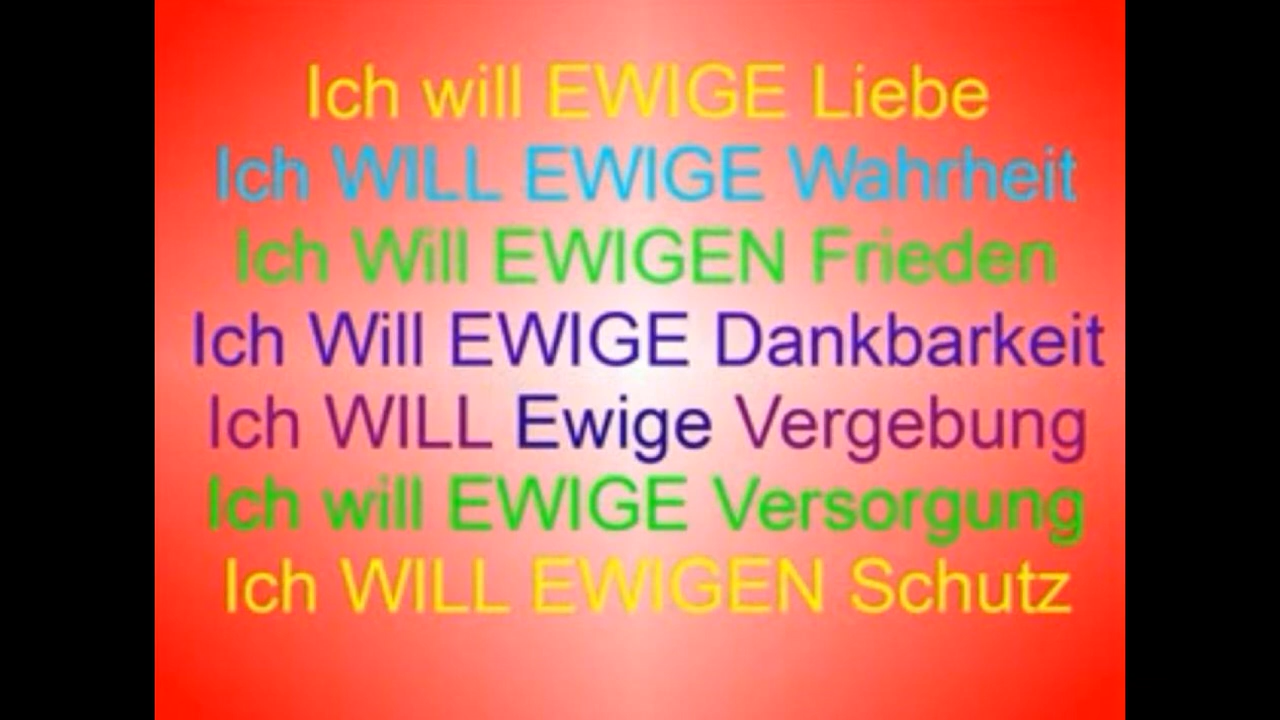 Ich will EWIGE Liebe
Ich WILL EWIGE Wahrheit
Ich Will EWIGEN Frieden
Ich Will EWIGE Dankbarkeit
Ich WILL Ewige Vergebung
Ich will EWIGE Versorgung
Ich WILL EWIGEN Schutz